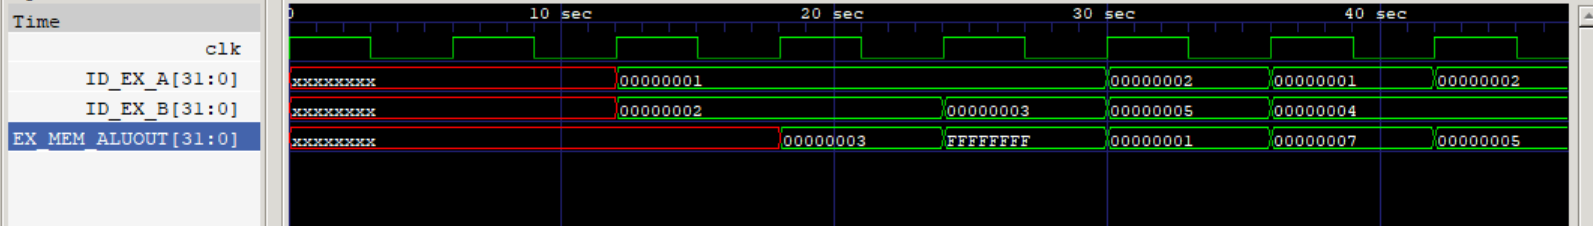 0 10 sec 20 sec 30 sec 40 sec
Time
clk
ID_EX_A[31:0] xxxxxxxx 00000001 00000002 00000001 00000002
ID_EX_B[31:0] xxxxxxxx 00000002 00000003 00000005 00000004
EX_MEM_ALUOUT[31:0] xxxxxxxx 00000003 FFFFFFFF 00000001 00000007 00000005